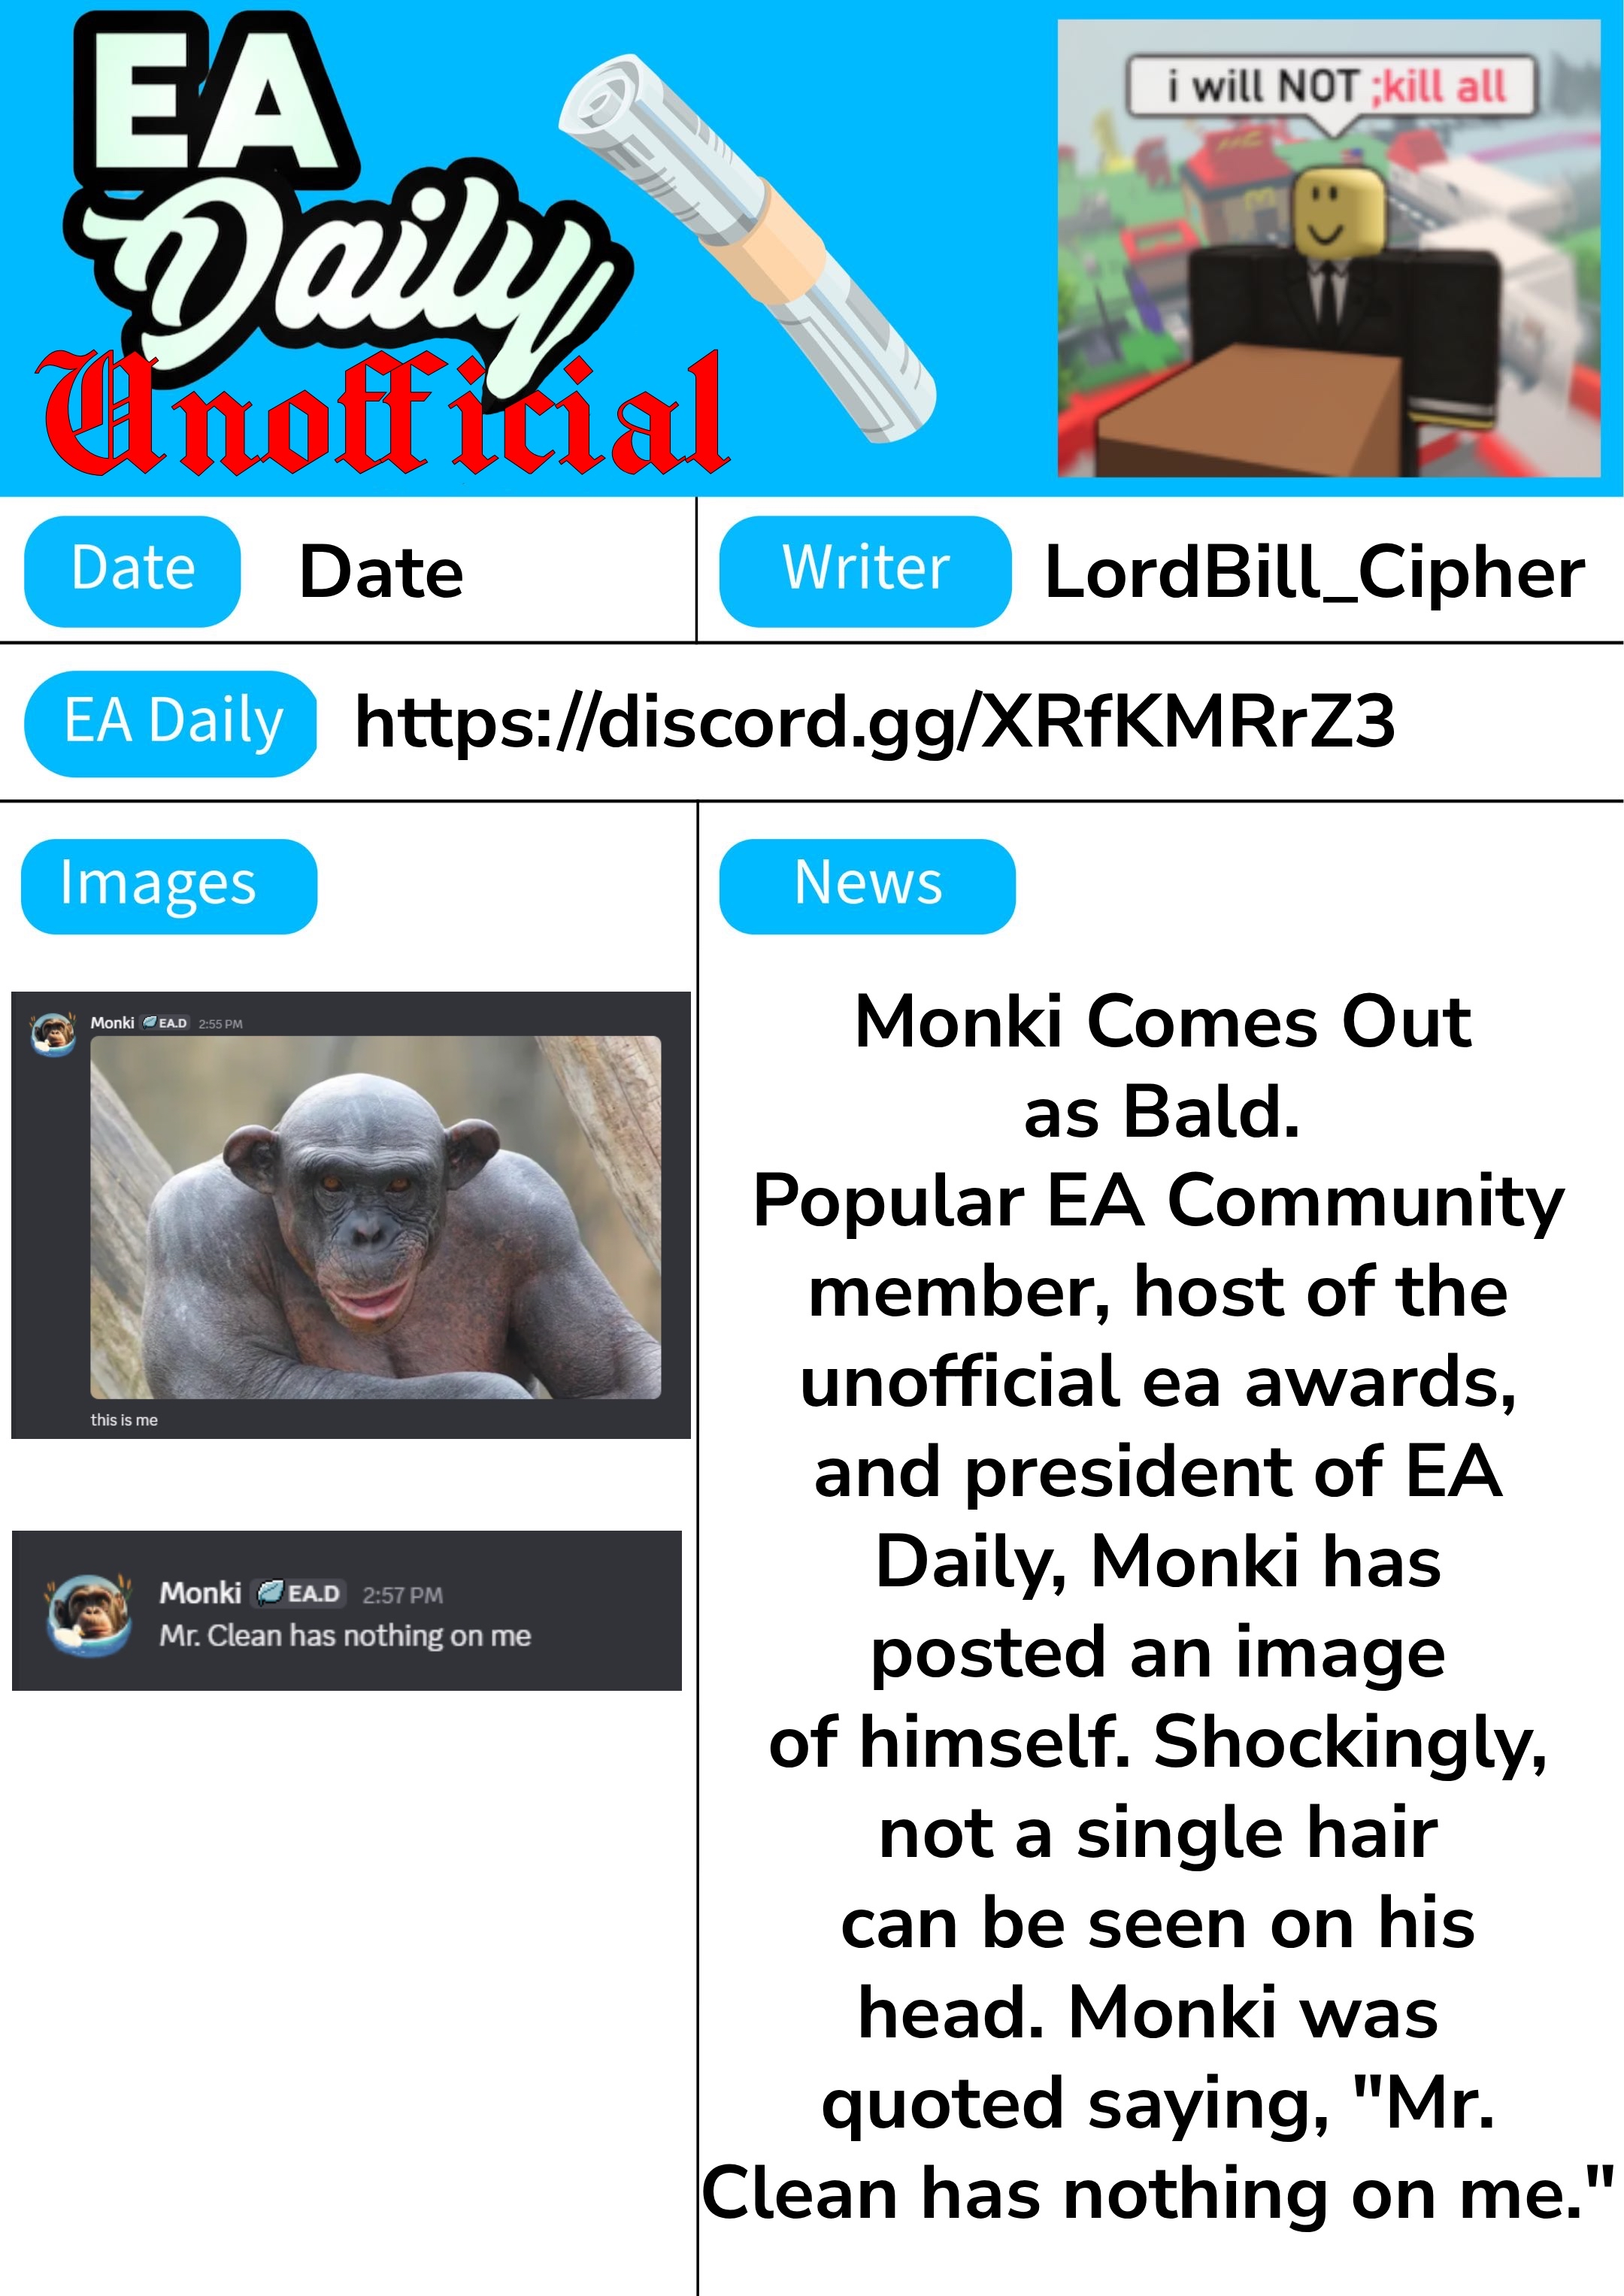 EA
Daily
Unofficial
i will NOT ;kill all
Date
Date
Writer
LordBill_Cipher
EA Daily
https://discord.gg/XRfKMRrZ3
Images
Monki EA.D 2:55 PM
this is me
Monki EA.D 2:57 PM
Mr. Clean has nothing on me
News
Monki Comes Out
as Bald.
Popular EA Community
member, host of the
unofficial ea awards,
and president of EA
Daily, Monki has
posted an image
of himself. Shockingly,
not a single hair
can be seen on his
head. Monki was
quoted saying, "Mr.
Clean has nothing on me."